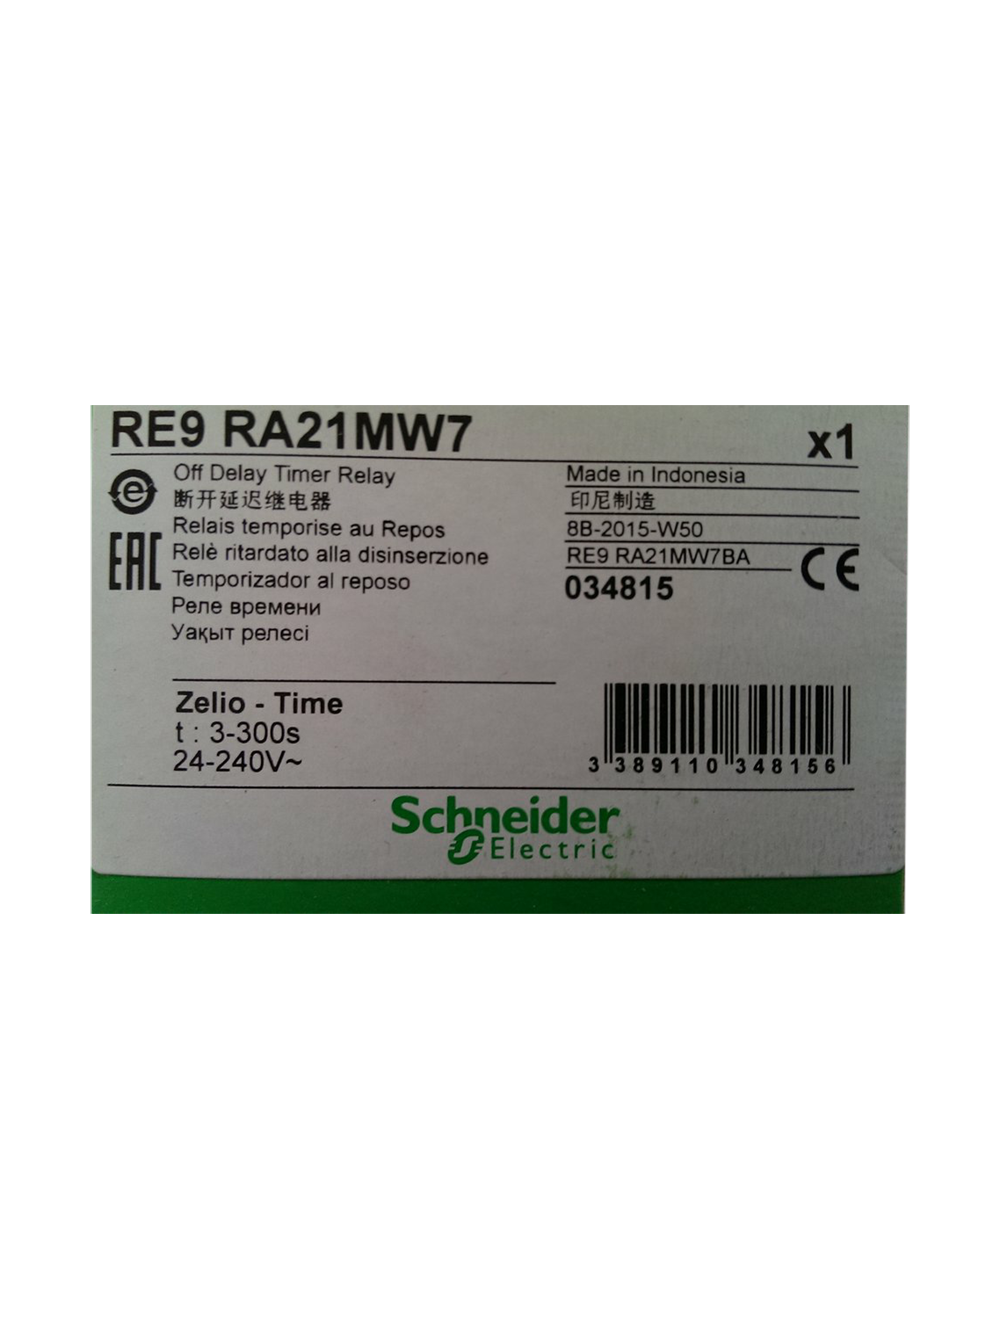 RE9 RA21MW7
x1
Off Delay Timer Relay
断开延迟继电器
Relais temporise au Repos
Relè ritardato alla disinserzione
Temporizador al reposo
Реле времени
Уақыт релесі
Made in Indonesia
印尼制造
8B-2015-W50
RE9 RA21MW7BA
034815
CE
e
EAC
Zelio - Time
t : 3-300s
24-240V~
3 389110 348156
Schneider
Electric